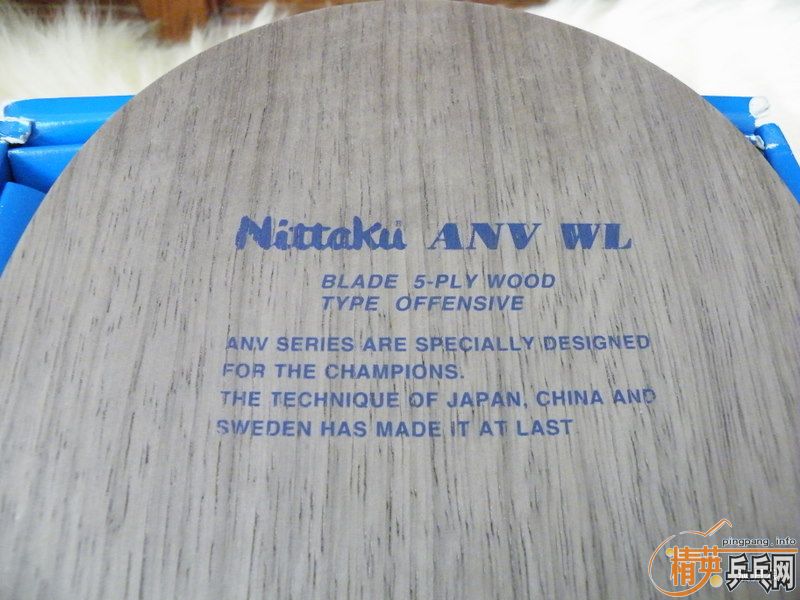 Nittaku ANV WL
BLADE 5-PLY WOOD
TYPE OFFENSIVE
ANV SERIES ARE SPECIALLY DESIGNED
FOR THE CHAMPIONS.
THE TECHNIQUE OF JAPAN, CHINA AND
SWEDEN HAS MADE IT AT LAST
pingpang.info
精英乒乓网